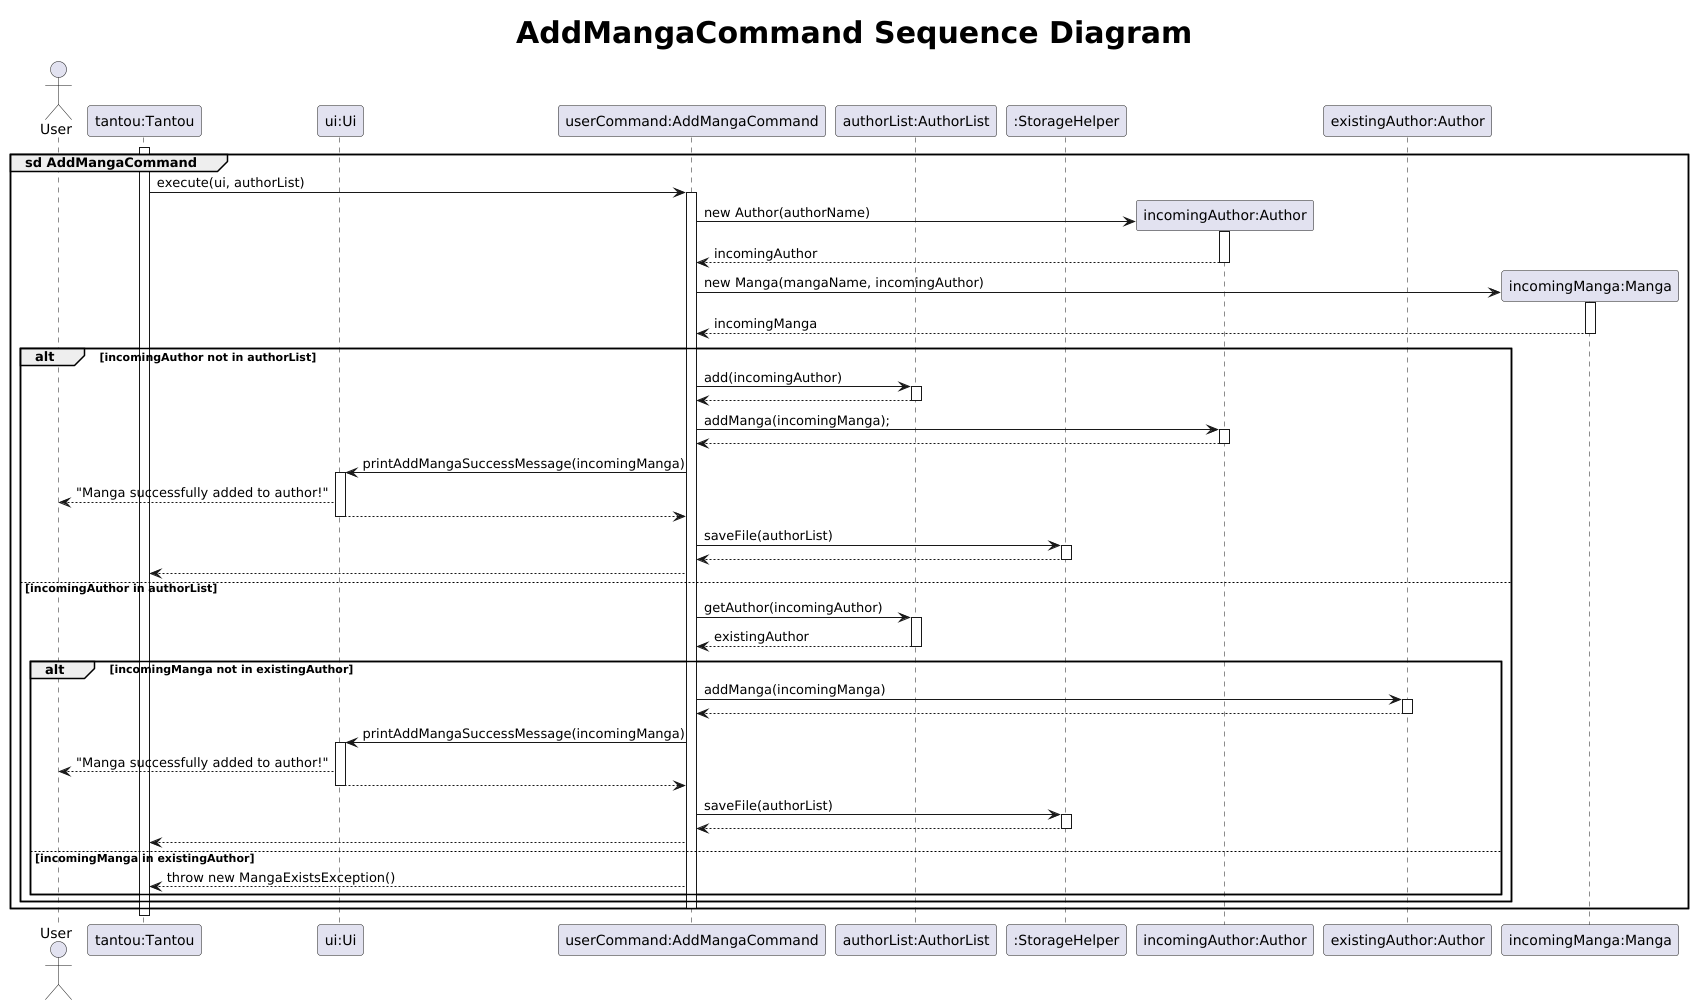 AddMangaCommand Sequence Diagram
User
tantou:Tantou
ui:Ui
userCommand:AddMangaCommand
authorList:AuthorList
:StorageHelper
existingAuthor:Author
sd AddMangaCommand
execute(ui, authorList)
new Author(authorName)
incomingAuthor:Author
incomingAuthor
new Manga(mangaName, incomingAuthor)
incomingManga:Manga
incomingManga
alt [incomingAuthor not in authorList]
add(incomingAuthor)
addManga(incomingManga);
printAddMangaSuccessMessage(incomingManga)
"Manga successfully added to author!"
saveFile(authorList)
[incomingAuthor in authorList]
getAuthor(incomingAuthor)
existingAuthor
alt [incomingManga not in existingAuthor]
addManga(incomingManga)
printAddMangaSuccessMessage(incomingManga)
"Manga successfully added to author!"
saveFile(authorList)
[incomingManga in existingAuthor]
throw new MangaExistsException()
User
tantou:Tantou
ui:Ui
userCommand:AddMangaCommand
authorList:AuthorList
:StorageHelper
incomingAuthor:Author
existingAuthor:Author
incomingManga:Manga